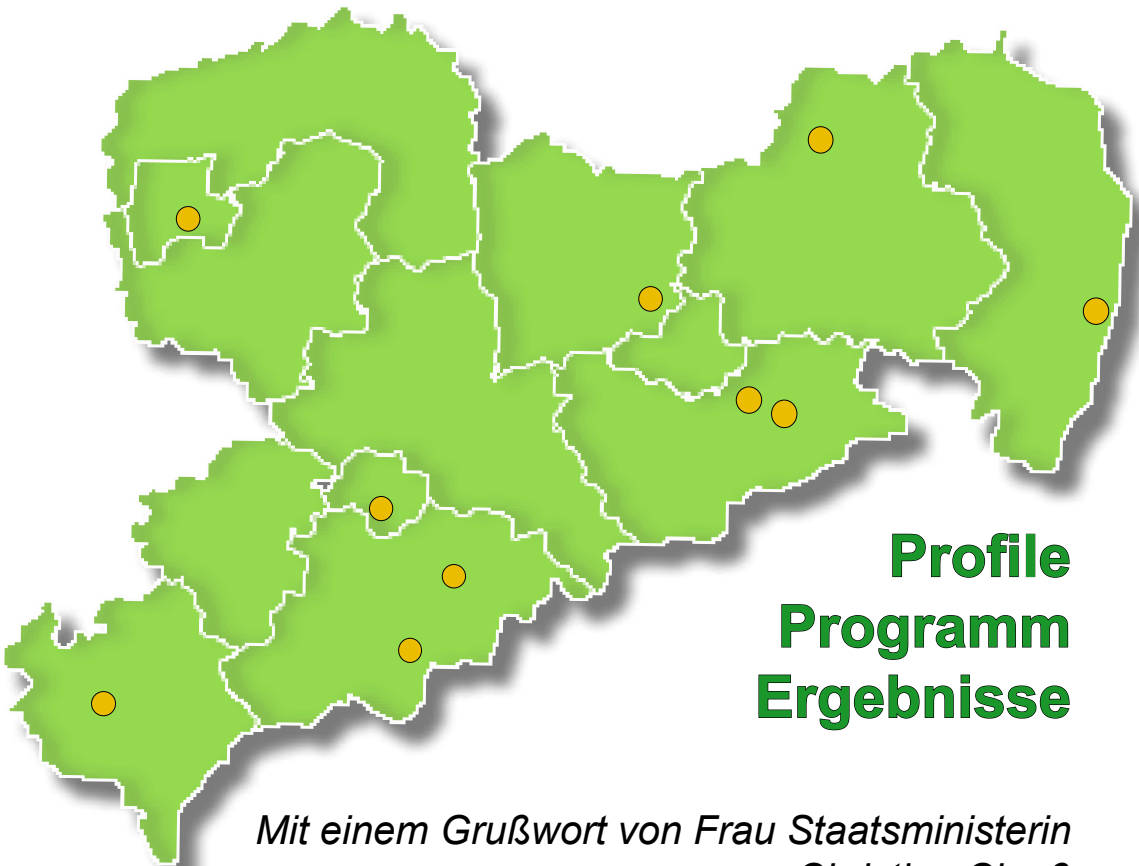 Profile
Programm
Ergebnisse
Mit einem Grußwort von Frau Staatsministerin